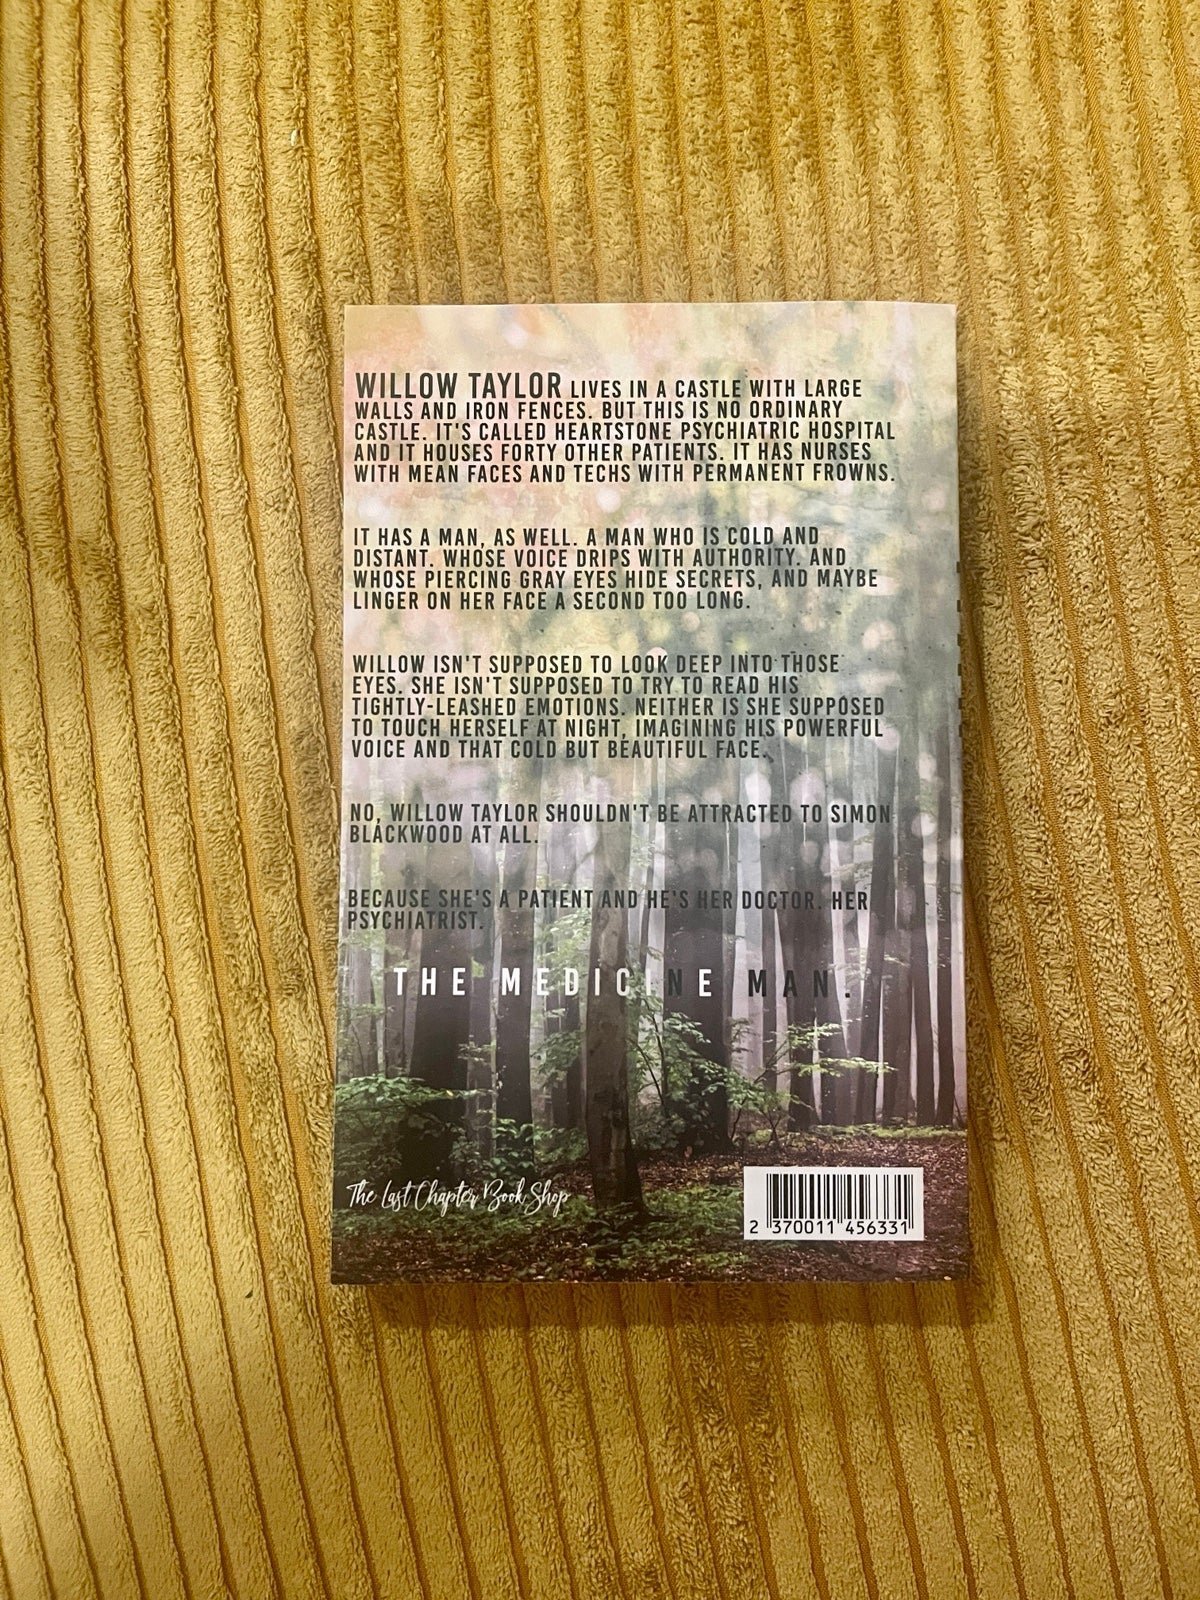 WILLOW TAYLOR LIVES IN A CASTLE WITH LARGE
WALLS AND IRON FENCES. BUT THIS IS NO ORDINARY
CASTLE. IT'S CALLED HEARTSTONE PSYCHIATRIC HOSPITAL
AND IT HOUSES FORTY OTHER PATIENTS. IT HAS NURSES
WITH MEAN FACES AND TECHS WITH PERMANENT FROWNS.
IT HAS A MAN, AS WELL. A MAN WHO IS COLD AND
DISTANT. WHOSE VOICE DRIPS WITH AUTHORITY. AND
WHOSE PIERCING GRAY EYES HIDE SECRETS, AND MAYBE
LINGER ON HER FACE A SECOND TOO LONG.
WILLOW ISN'T SUPPOSED TO LOOK DEEP INTO THOSE
EYES. SHE ISN'T SUPPOSED TO TRY TO READ HIS
TIGHTLY-LEASHED EMOTIONS. NEITHER IS SHE SUPPOSED
TO TOUCH HERSELF AT NIGHT, IMAGINING HIS POWERFUL
VOICE AND THAT COLD BUT BEAUTIFUL FACE.
NO, WILLOW TAYLOR SHOULDN'T BE ATTRACTED TO SIMON
BLACKWOOD AT ALL.
BECAUSE SHE'S A PATIENT AND HE'S HER DOCTOR. HER
PSYCHIATRIST.
THE MEDICINE MAN.
The Last Chapter Book Shop
2 370011 456331